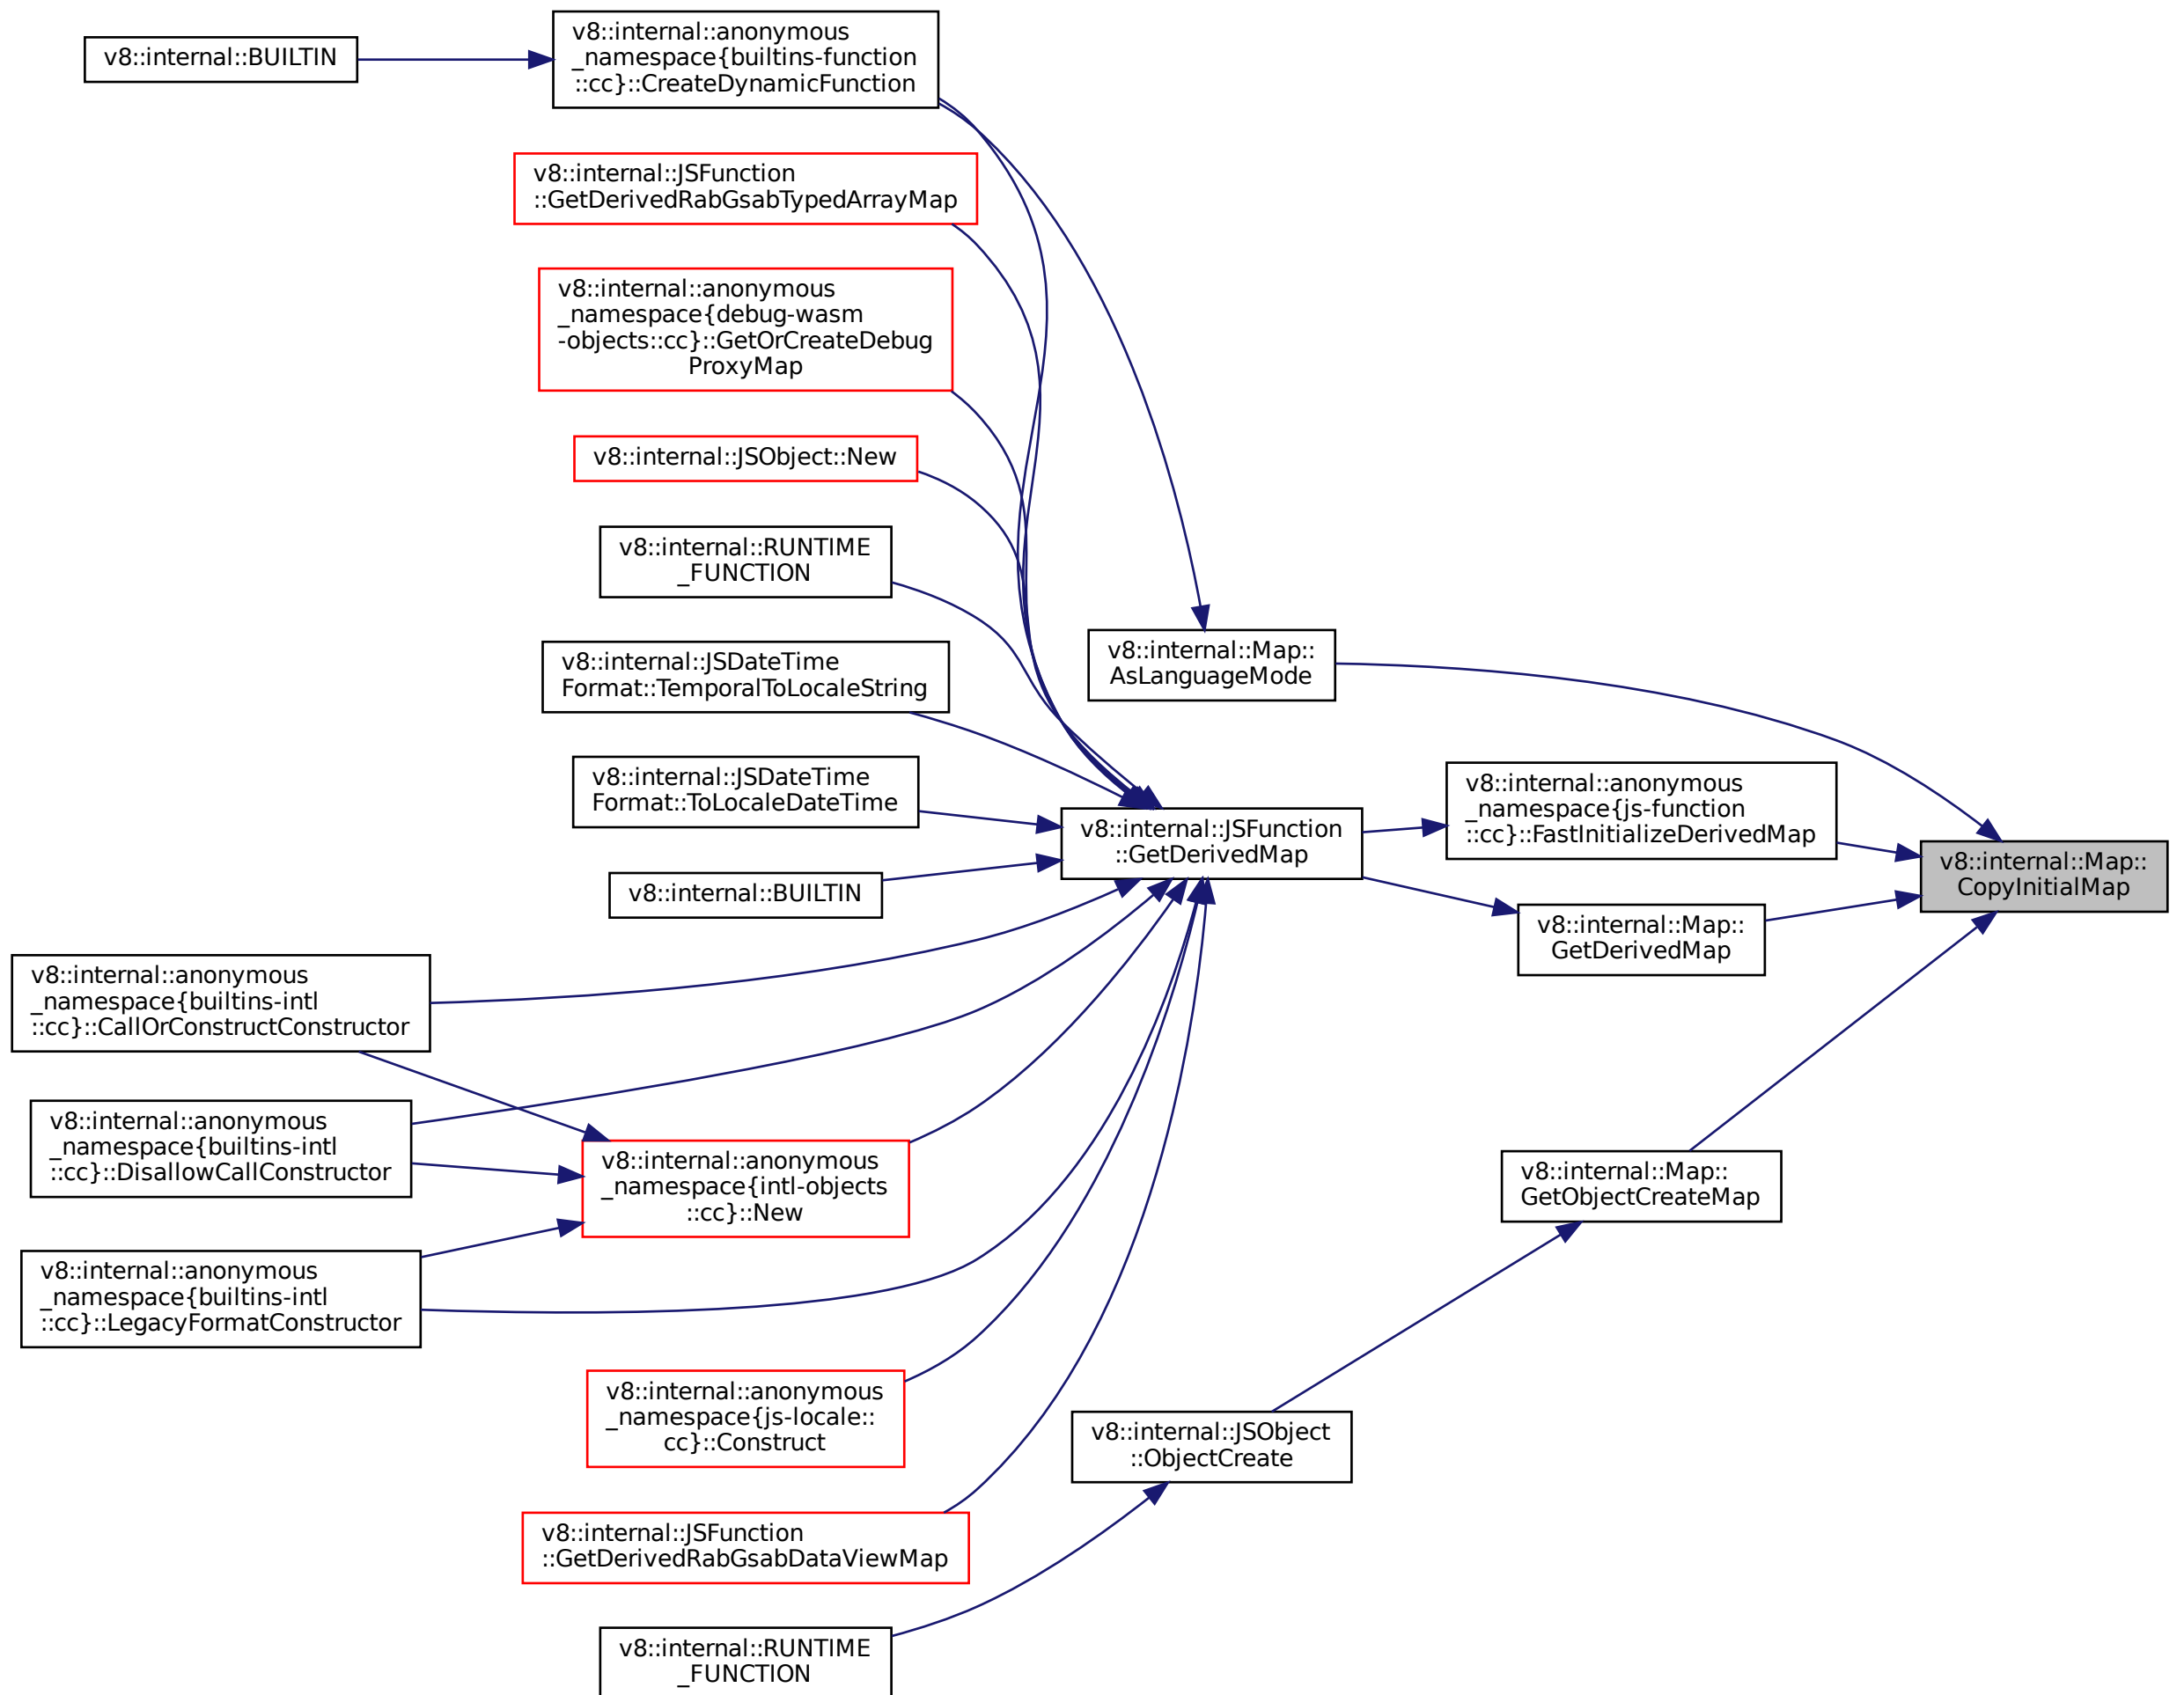 v8::internal::BUILTIN
v8::internal::anonymous
_namespace{builtins-function
::cc}::CreateDynamicFunction
v8::internal::JSFunction
::GetDerivedRabGsabTypedArrayMap
v8::internal::anonymous
_namespace{debug-wasm
-objects::cc}::GetOrCreateDebug
ProxyMap
v8::internal::JSObject::New
v8::internal::RUNTIME
_FUNCTION
v8::internal::JSDateTime
Format::TemporalToLocaleString
v8::internal::JSDateTime
Format::ToLocaleDateTime
v8::internal::BUILTIN
v8::internal::anonymous
_namespace{builtins-intl
::cc}::CallOrConstructConstructor
v8::internal::anonymous
_namespace{builtins-intl
::cc}::DisallowCallConstructor
v8::internal::anonymous
_namespace{intl-objects
::cc}::New
v8::internal::anonymous
_namespace{builtins-intl
::cc}::LegacyFormatConstructor
v8::internal::anonymous
_namespace{js-locale::
cc}::Construct
v8::internal::JSFunction
::GetDerivedRabGsabDataViewMap
v8::internal::RUNTIME
_FUNCTION
v8::internal::Map::
AsLanguageMode
v8::internal::JSFunction
::GetDerivedMap
v8::internal::JSObject
::ObjectCreate
v8::internal::anonymous
_namespace{js-function
::cc}::FastInitializeDerivedMap
v8::internal::Map::
GetDerivedMap
v8::internal::Map::
GetObjectCreateMap
v8::internal::Map::
CopyInitialMap